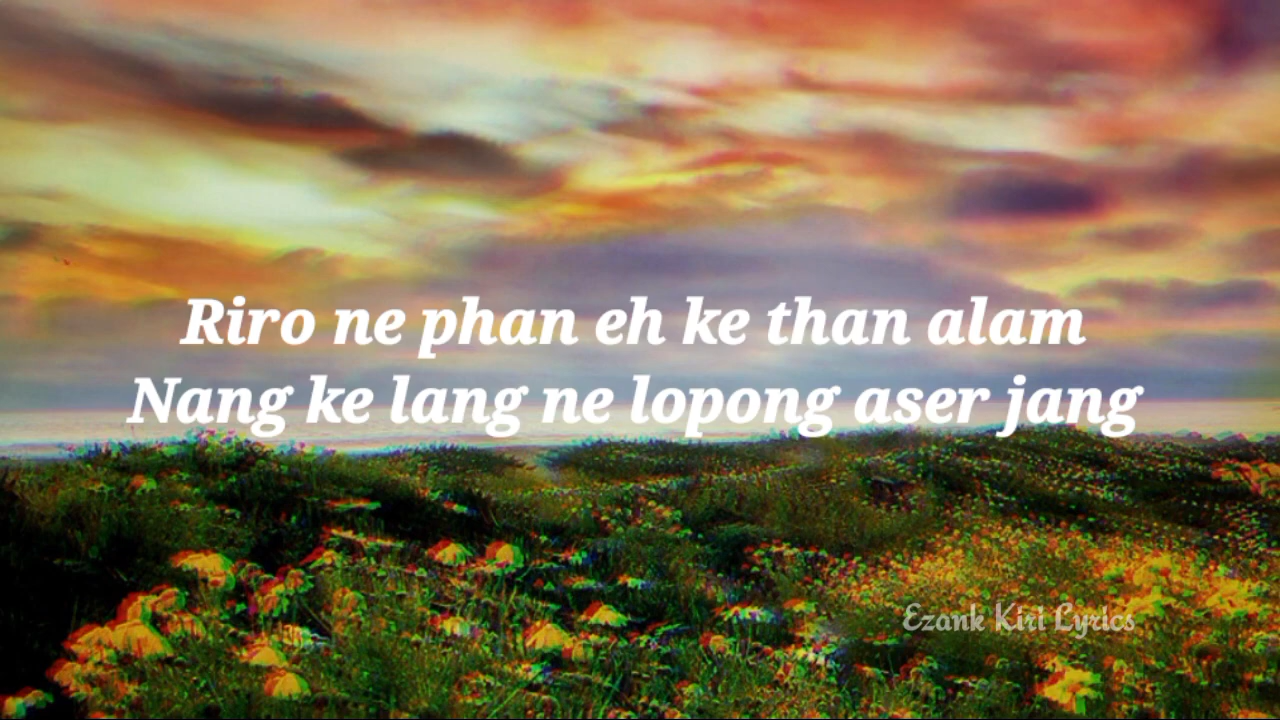 Riro ne phan eh ke than alam
Nang ke lang ne lopong aser jang
Ezank Kiri Lyrics